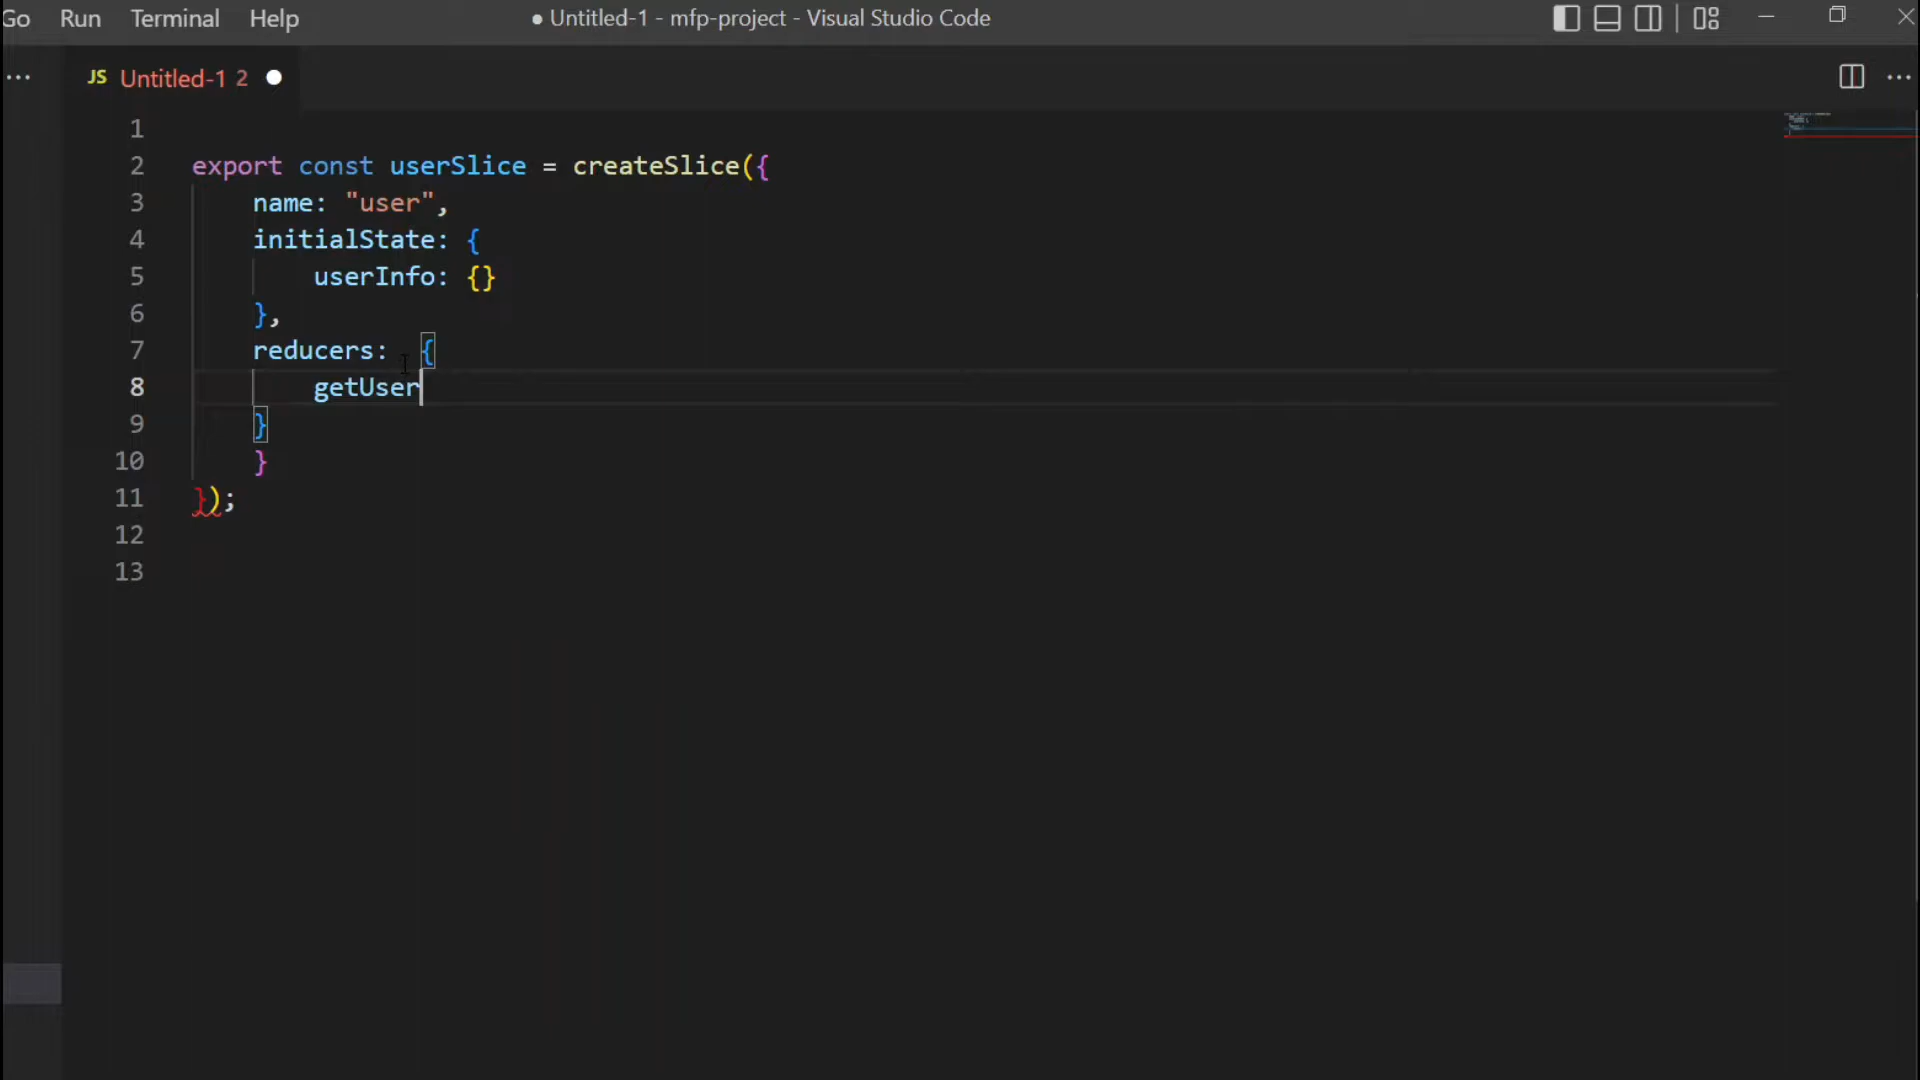 Go Run Terminal Help ● Untitled-1 - mfp-project - Visual Studio Code
··· JS Untitled-1 2 ● ···
1
2 export const userSlice = createSlice({
3 name: "user",
4 initialState: {
5 userInfo: {}
6 },
7 reducers: {
8 getUser
9 }
10 }
11 });
12
13